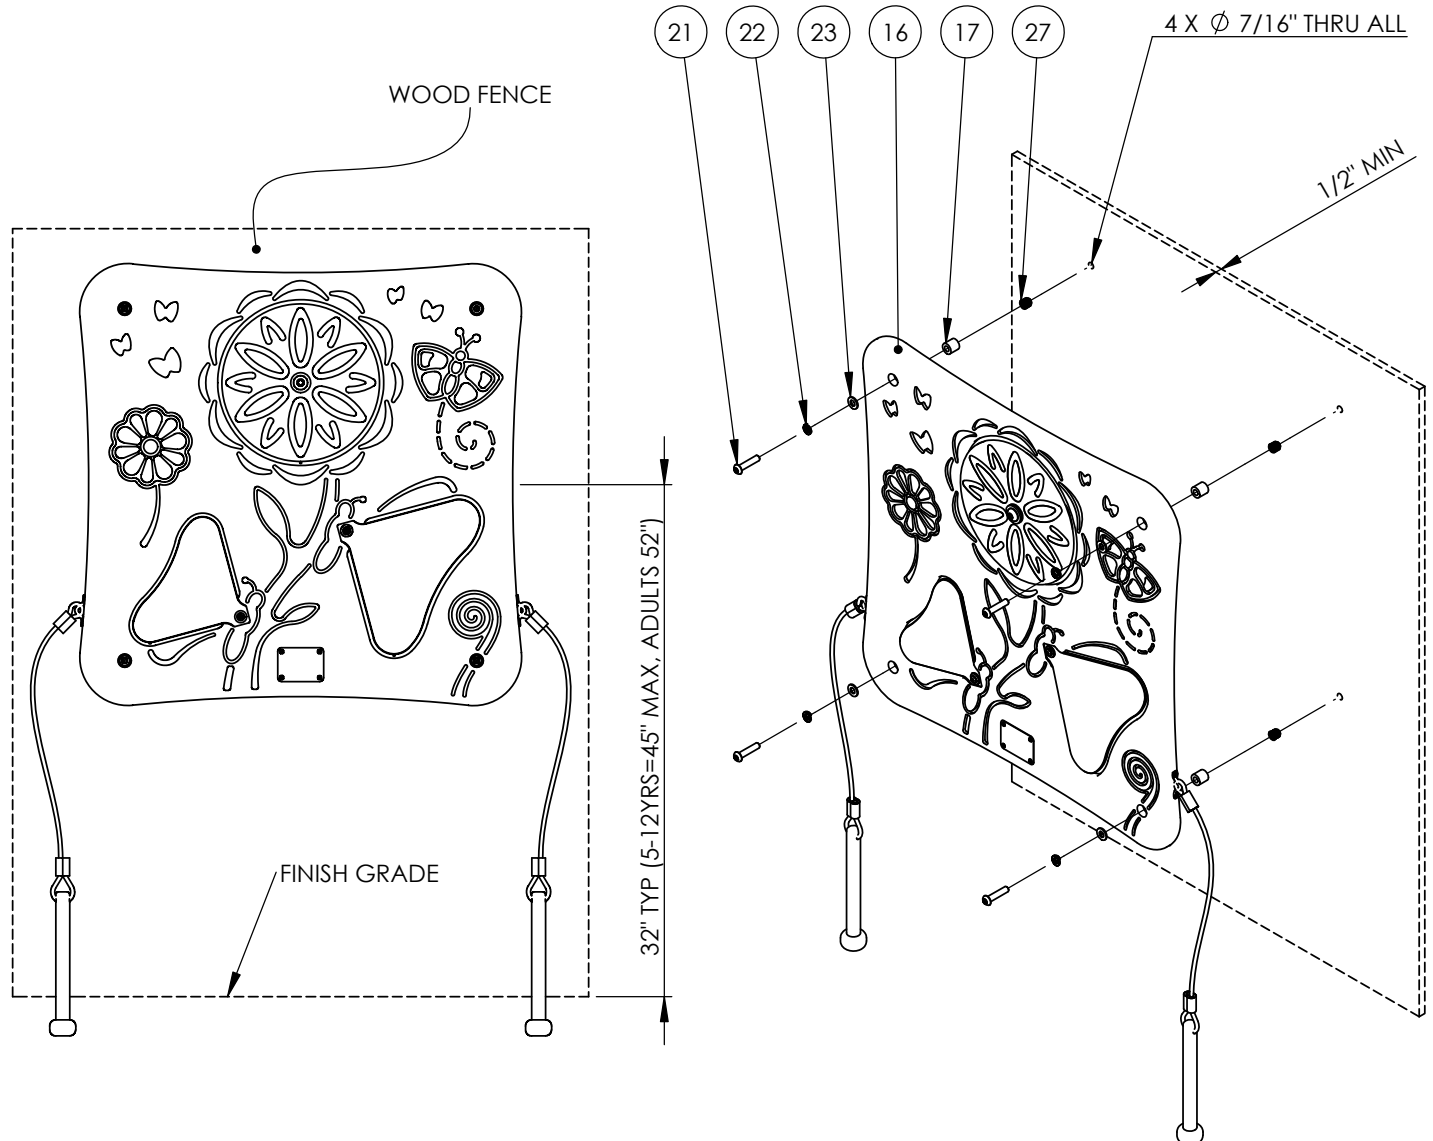 21 22 23 16 17 27
4 X Ø 7/16" THRU ALL
WOOD FENCE
1/2" MIN
32" TYP (5-12YRS=45" MAX, ADULTS 52")
FINISH GRADE